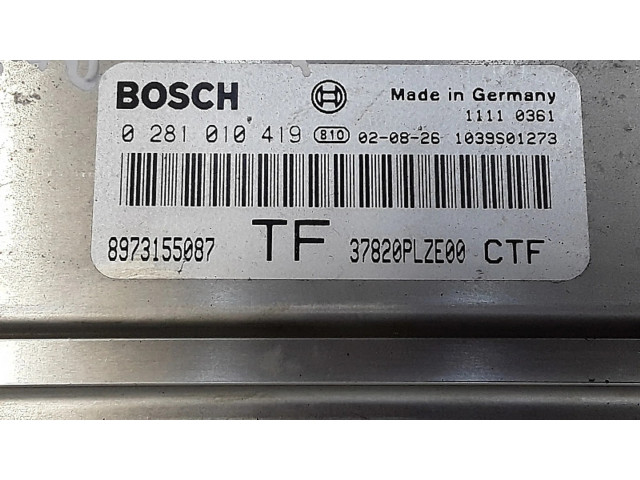 BOSCH Made in Germany
1111 0361
0 281 010 419 810 02-08-26 1039S01273
8973155087 TF 37820PLZE00 CTF